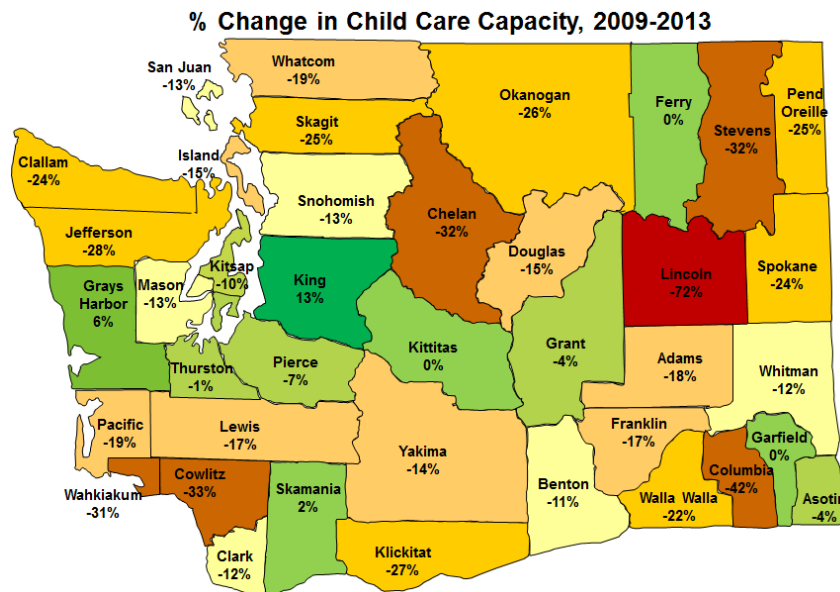 % Change in Child Care Capacity, 2009-2013
San Juan
-13%
Whatcom
-19%
Okanogan
-26%
Ferry
0%
Stevens
-32%
Pend
Oreille
-25%
Skagit
-25%
Clallam
-24%
Island
-15%
Snohomish
-13%
Chelan
-32%
Douglas
-15%
Jefferson
-28%
Kitsap
-10%
King
13%
Lincoln
-72%
Spokane
-24%
Grays
Harbor
6%
Mason
-13%
Kittitas
0%
Grant
-4%
Adams
-18%
Whitman
-12%
Thurston
-1%
Pierce
-7%
Pacific
-19%
Lewis
-17%
Yakima
-14%
Franklin
-17%
Garfield
0%
Wahkiakum
-31%
Cowlitz
-33%
Skamania
2%
Benton
-11%
Walla Walla
-22%
Columbia
-42%
Asotin
-4%
Clark
-12%
Klickitat
-27%